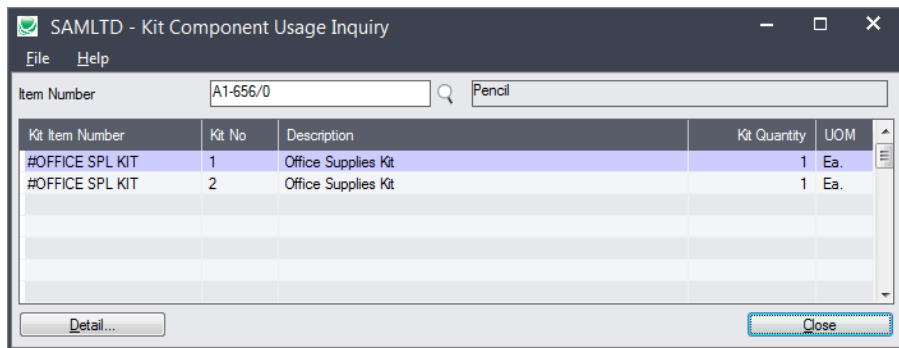 SAMLTD - Kit Component Usage Inquiry
File Help
Item Number A1-656/0 Pencil
Kit Item Number Kit No Description Kit Quantity UOM
#OFFICE SPL KIT 1 Office Supplies Kit 1 Ea.
#OFFICE SPL KIT 2 Office Supplies Kit 1 Ea.
Detail... Close